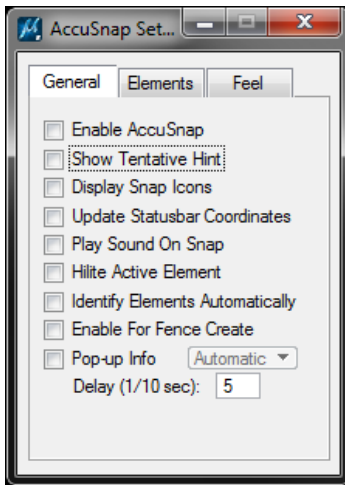 AccuSnap Set...
General Elements Feel
Enable AccuSnap
Show Tentative Hint
Display Snap Icons
Update Statusbar Coordinates
Play Sound On Snap
Hilite Active Element
Identify Elements Automatically
Enable For Fence Create
Pop-up Info Automatic
Delay (1/10 sec): 5